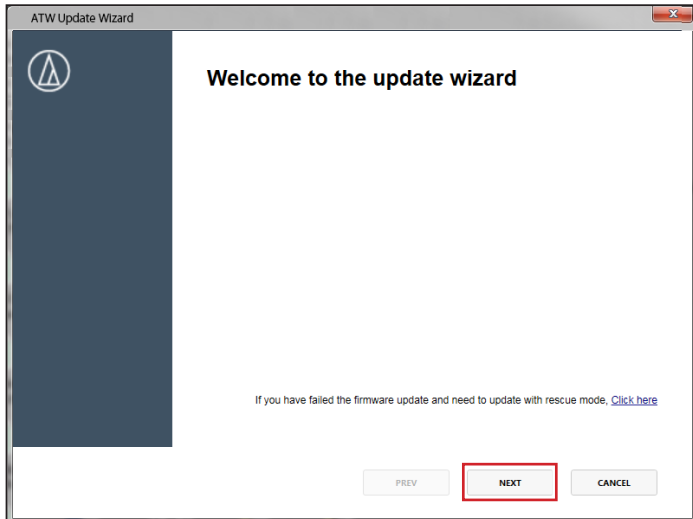 ATW Update Wizard
Welcome to the update wizard
If you have failed the firmware update and need to update with rescue mode, Click here
PREV NEXT CANCEL